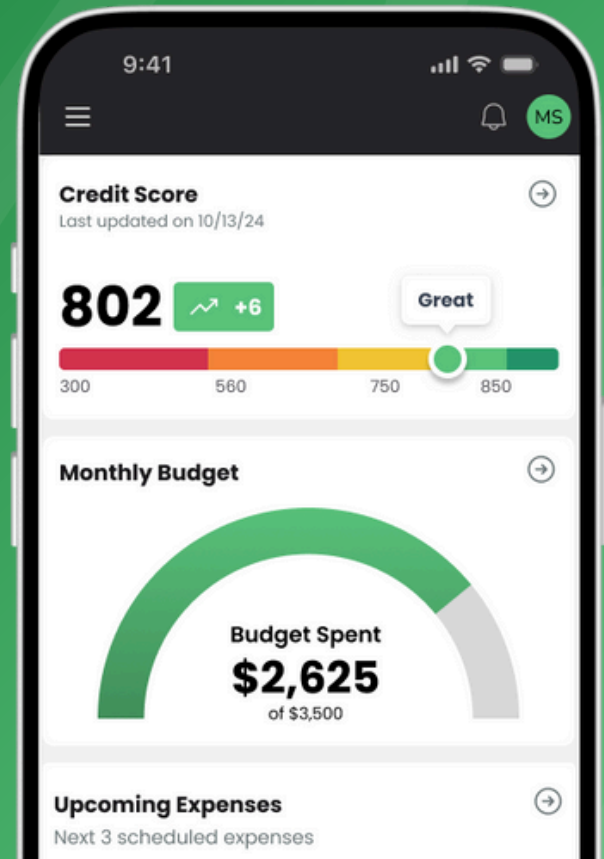 9:41
MS
Credit Score
Last updated on 10/13/24
802 +6
Great
300 560 750 850
Monthly Budget
Budget Spent
$2,625
of $3,500
Upcoming Expenses
Next 3 scheduled expenses